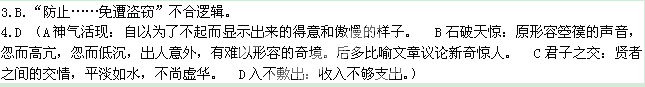 3.B.“防止……免遭盗窃”不合逻辑。
4.D （A神气活现：自以为了不起而显示出来的得意和傲慢的样子。 B石破天惊：原形容箜篌的声音，
忽而高亢，忽而低沉，出人意外，有难以形容的奇境。后多比喻文章议论新奇惊人。 C君子之交：贤者
之间的交情，平淡如水，不尚虚华。 D入不敷出：收入不够支出。）